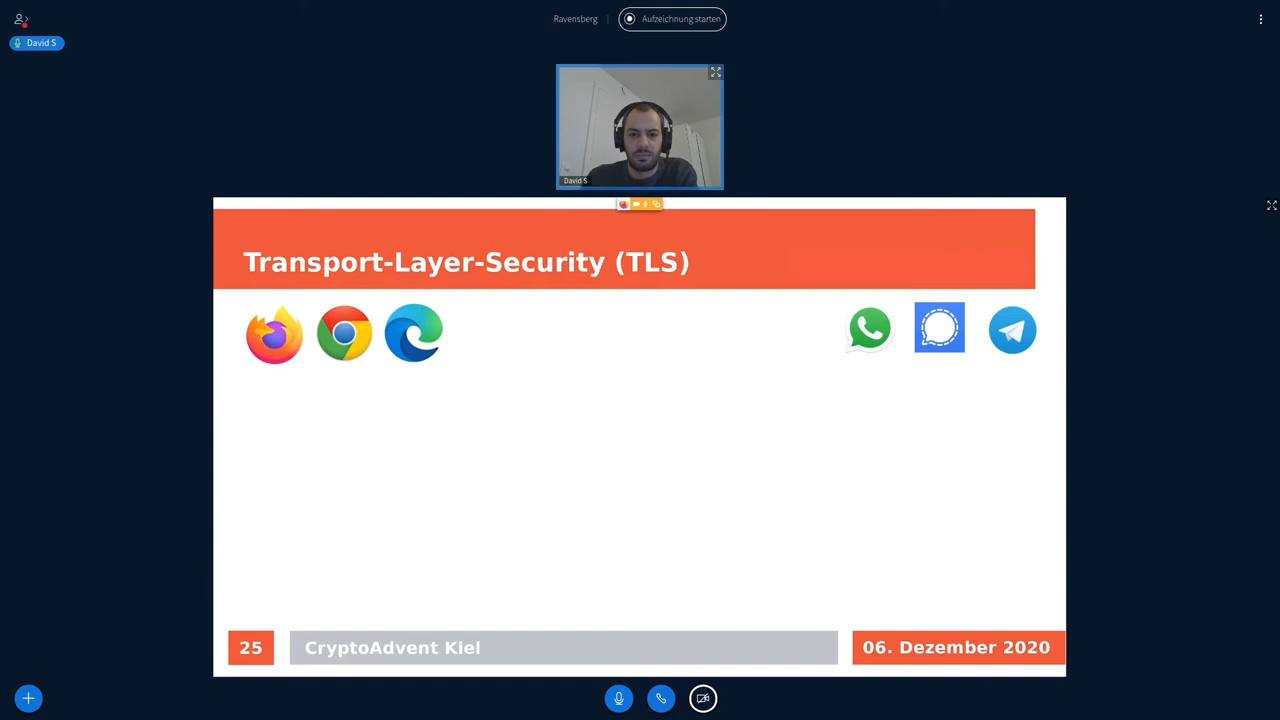 Ravensberg
Aufzeichnung starten
David S
David S
Transport-Layer-Security (TLS)
25
CryptoAdvent Kiel
06. Dezember 2020